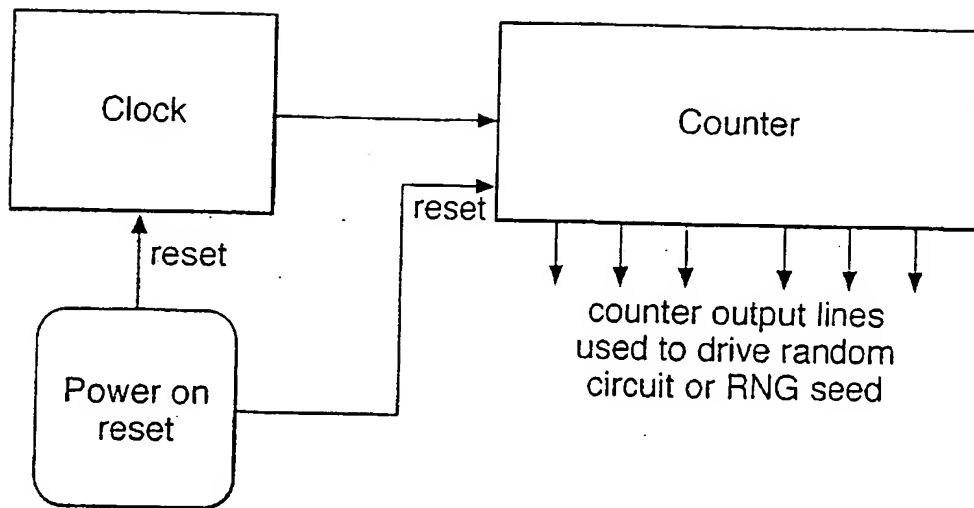 Clock
Counter
reset
reset
Power on
reset
counter output lines
used to drive random
circuit or RNG seed